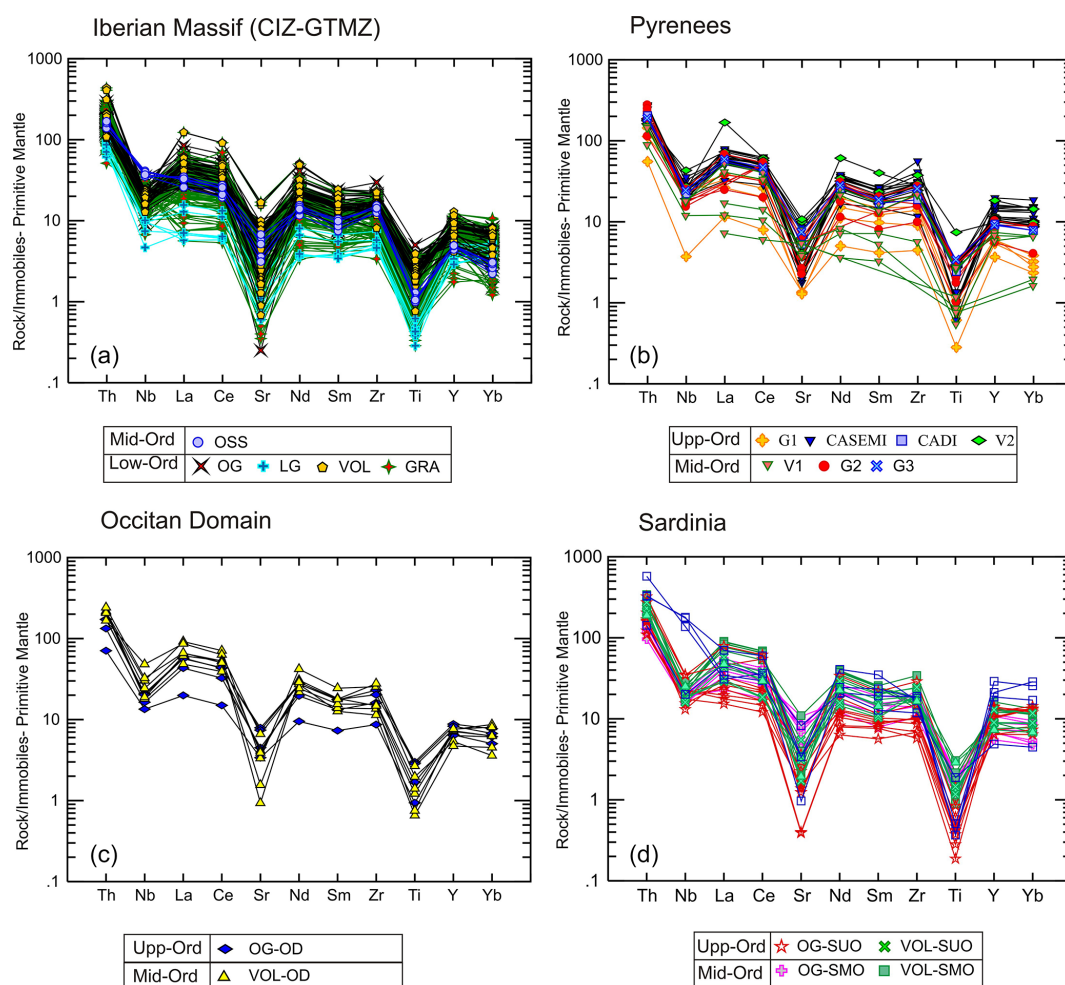 Iberian Massif (CIZ-GTMZ)
Rock/Immobiles- Primitive Mantle
1000
100
10
1
.1
(a)
Th Nb La Ce Sr Nd Sm Zr Ti Y Yb
Mid-Ord OSS
Low-Ord OG LG VOL GRA
Pyrenees
Rock/Immobiles- Primitive Mantle
1000
100
10
1
.1
(b)
Th Nb La Ce Sr Nd Sm Zr Ti Y Yb
Upp-Ord G1 CASEMI CADI V2
Mid-Ord V1 G2 G3
Occitan Domain
Rock/Immobiles- Primitive Mantle
1000
100
10
1
.1
(c)
Th Nb La Ce Sr Nd Sm Zr Ti Y Yb
Upp-Ord OG-OD
Mid-Ord VOL-OD
Sardinia
Rock/Immobiles- Primitive Mantle
1000
100
10
1
.1
(d)
Th Nb La Ce Sr Nd Sm Zr Ti Y Yb
Upp-Ord OG-SUO VOL-SUO
Mid-Ord OG-SMO VOL-SMO